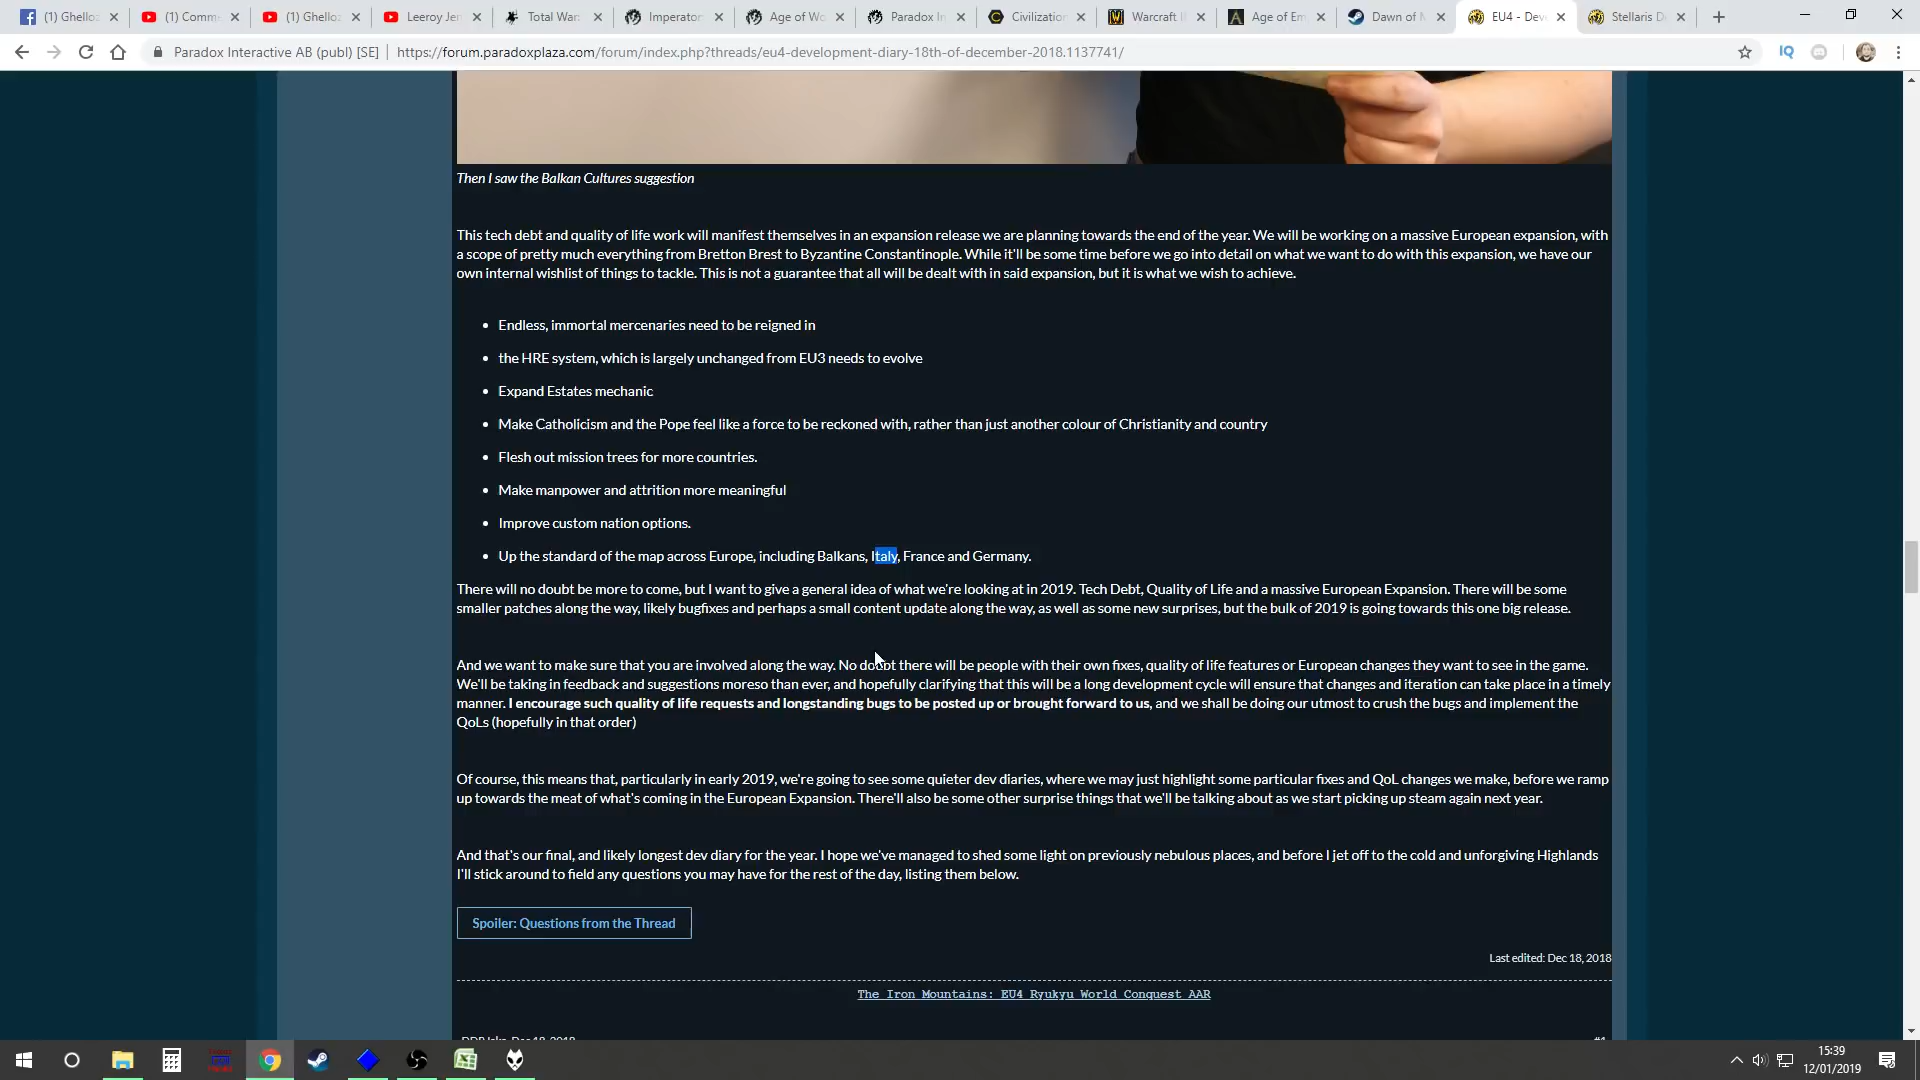 (1) Ghelloz
(1) Comme
(1) Ghelloz
Leeroy Jen
Total War:
Imperator
Age of Wo
Paradox In
Civilization
Warcraft II
Age of Em
Dawn of
EU4 - Deve
Stellaris D
Paradox Interactive AB (publ) [SE] | https://forum.paradoxplaza.com/forum/index.php?threads/eu4-development-diary-18th-of-december-2018.1137741/
IQ
Then I saw the Balkan Cultures suggestion
This tech debt and quality of life work will manifest themselves in an expansion release we are planning towards the end of the year. We will be working on a massive European expansion, with
a scope of pretty much everything from Bretton Brest to Byzantine Constantinople. While it'll be some time before we go into detail on what we want to do with this expansion, we have our
own internal wishlist of things to tackle. This is not a guarantee that all will be dealt with in said expansion, but it is what we wish to achieve.
• Endless, immortal mercenaries need to be reigned in
• the HRE system, which is largely unchanged from EU3 needs to evolve
• Expand Estates mechanic
• Make Catholicism and the Pope feel like a force to be reckoned with, rather than just another colour of Christianity and country
• Flesh out mission trees for more countries.
• Make manpower and attrition more meaningful
• Improve custom nation options.
• Up the standard of the map across Europe, including Balkans, Italy, France and Germany.
There will no doubt be more to come, but I want to give a general idea of what we're looking at in 2019. Tech Debt, Quality of Life and a massive European Expansion. There will be some
smaller patches along the way, likely bugfixes and perhaps a small content update along the way, as well as some new surprises, but the bulk of 2019 is going towards this one big release.
And we want to make sure that you are involved along the way. No doubt there will be people with their own fixes, quality of life features or European changes they want to see in the game.
We'll be taking in feedback and suggestions moreso than ever, and hopefully clarifying that this will be a long development cycle will ensure that changes and iteration can take place in a timely
manner. I encourage such quality of life requests and longstanding bugs to be posted up or brought forward to us, and we shall be doing our utmost to crush the bugs and implement the
QoLs (hopefully in that order)
Of course, this means that, particularly in early 2019, we're going to see some quieter dev diaries, where we may just highlight some particular fixes and QoL changes we make, before we ramp
up towards the meat of what's coming in the European Expansion. There'll also be some other surprise things that we'll be talking about as we start picking up steam again next year.
And that's our final, and likely longest dev diary for the year. I hope we've managed to shed some light on previously nebulous places, and before I jet off to the cold and unforgiving Highlands
I'll stick around to field any questions you may have for the rest of the day, listing them below.
Spoiler: Questions from the Thread
Last edited: Dec 18, 2018
The Iron Mountains: EU4 Ryukyu World Conquest AAR
15:39
12/01/2019